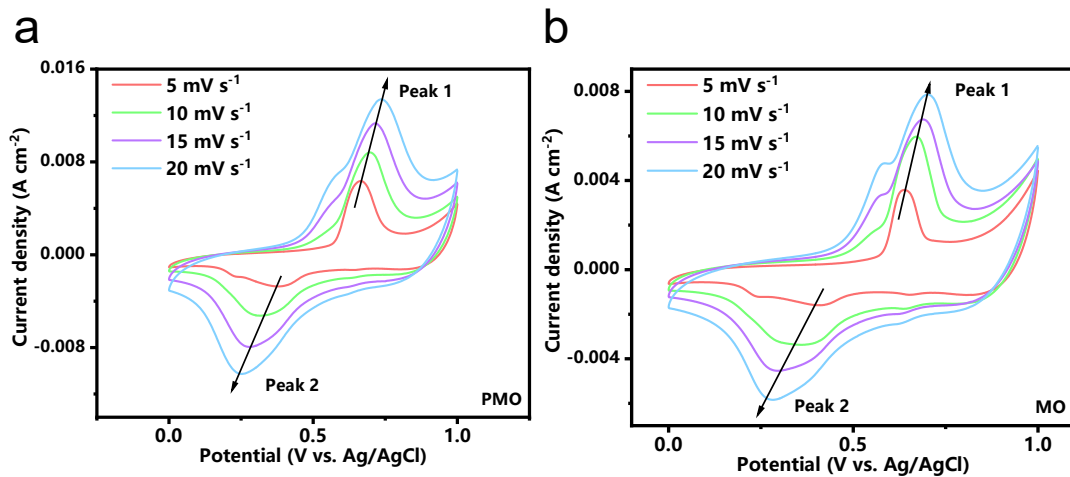 a
0.016
0.008
0.000
-0.008
Current density (A cm⁻²)
5 mV s⁻¹
10 mV s⁻¹
15 mV s⁻¹
20 mV s⁻¹
Peak 1
Peak 2
PMO
0.0 0.5 1.0
Potential (V vs. Ag/AgCl)
b
0.008
0.004
0.000
-0.004
Current density (A cm⁻²)
5 mV s⁻¹
10 mV s⁻¹
15 mV s⁻¹
20 mV s⁻¹
Peak 1
Peak 2
MO
0.0 0.5 1.0
Potential (V vs. Ag/AgCl)